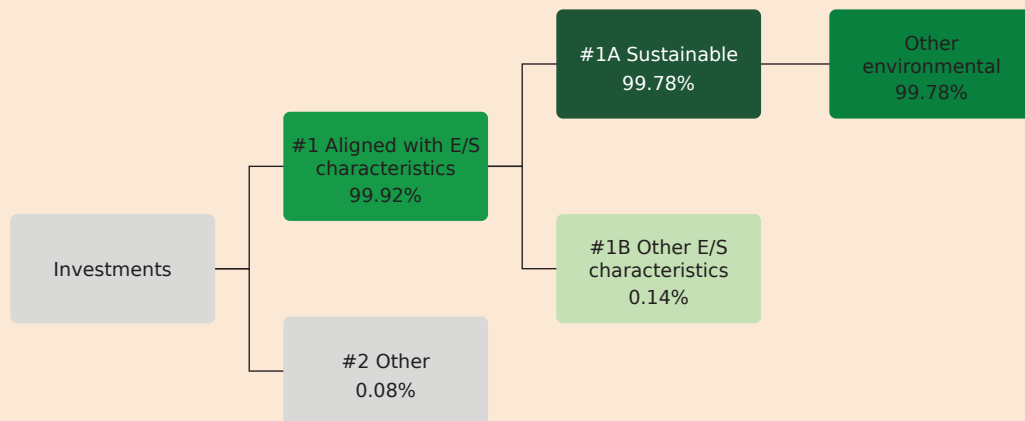 #1A Sustainable
99.78%
Other
environmental
99.78%
#1 Aligned with E/S
characteristics
99.92%
Investments
#1B Other E/S
characteristics
0.14%
#2 Other
0.08%